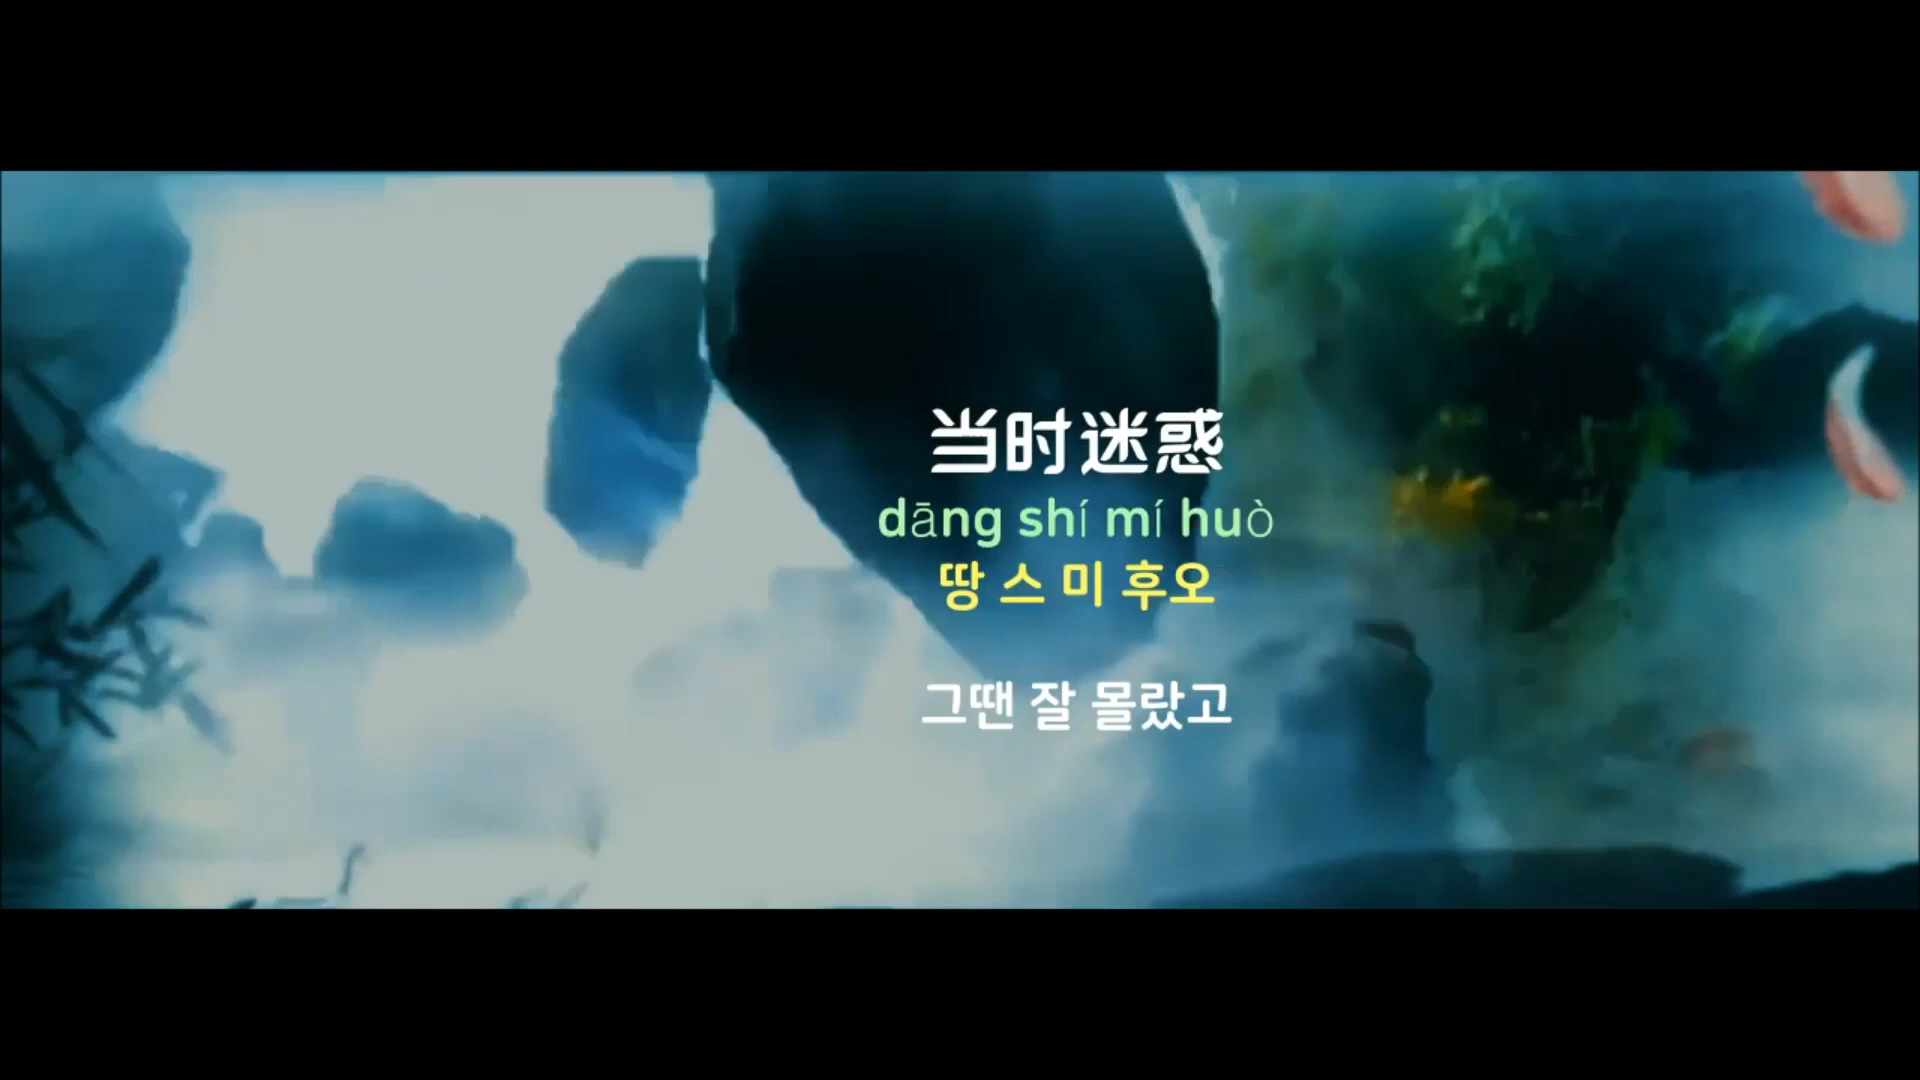 当时迷惑
dāng shí mí huò
땅 스 미 후오
그땐 잘 몰랐고